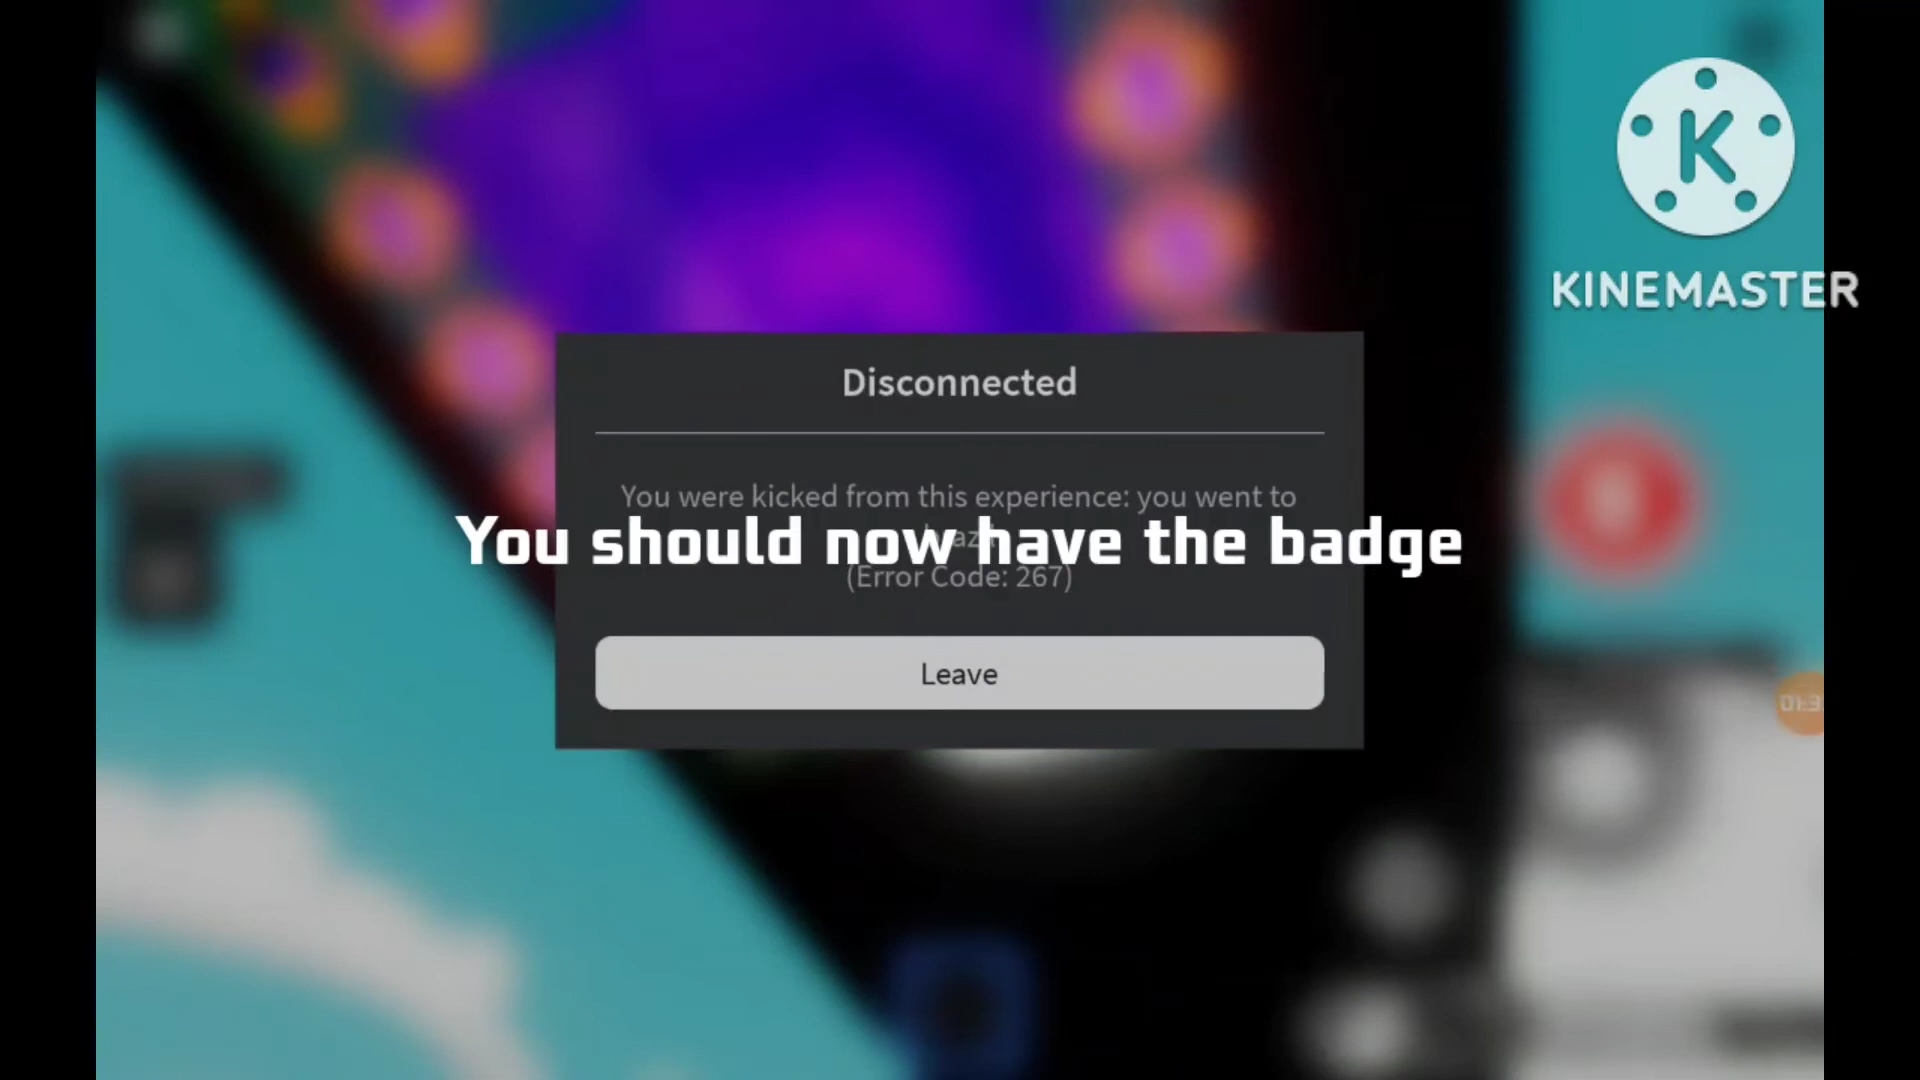 K
KINEMASTER
Disconnected
You were kicked from this experience: you went to
You should now have the badge
(Error Code: 267)
Leave